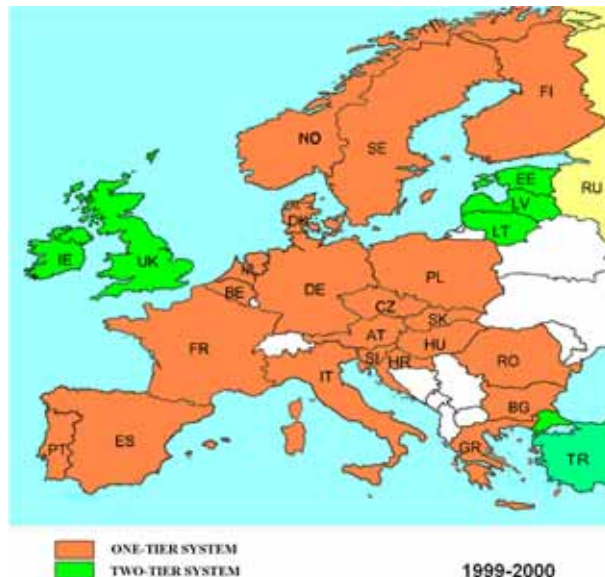 FI
NO
SE
EE
RU
LV
DK
LT
IE
UK
NL
BE
DE
PL
CZ
SK
FR
AT
HU
SI
HR
RO
IT
BG
PT
ES
GR
TR
ONE-TIER SYSTEM
TWO-TIER SYSTEM
1999-2000